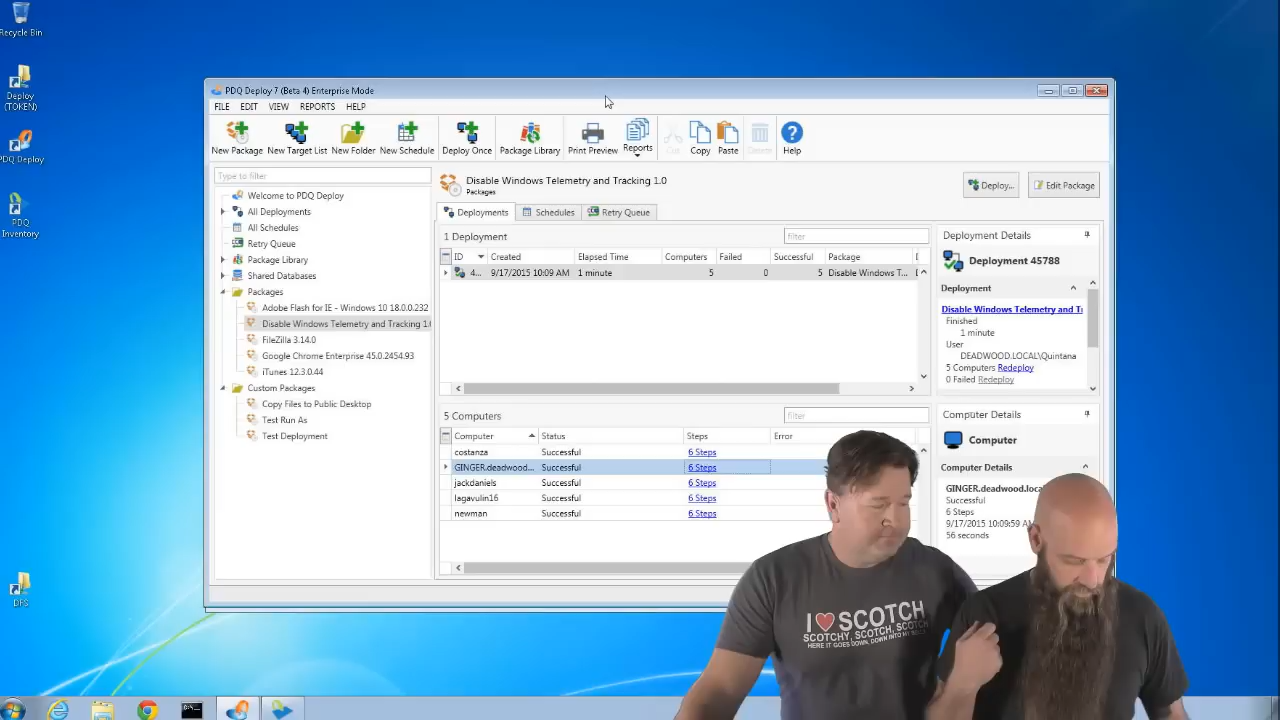 Recycle Bin
Deploy
(TOKEN)
PDQ Deploy
PDQ
Inventory
DFS
PDQ Deploy 7 (Beta 4) Enterprise Mode
FILE EDIT VIEW REPORTS HELP
New Package New Target List New Folder New Schedule Deploy Once Package Library Print Preview Reports Cut Copy Paste Delete Help
Type to filter
Welcome to PDQ Deploy
All Deployments
All Schedules
Retry Queue
Package Library
Shared Databases
Packages
Adobe Flash for IE - Windows 10 18.0.0.232
Disable Windows Telemetry and Tracking 1.0
FileZilla 3.14.0
Google Chrome Enterprise 45.0.2454.93
iTunes 12.3.0.44
Custom Packages
Copy Files to Public Desktop
Test Run As
Test Deployment
Disable Windows Telemetry and Tracking 1.0
Packages
Deploy... Edit Package
Deployments Schedules Retry Queue
1 Deployment filter
ID Created Elapsed Time Computers Failed Successful Package
4... 9/17/2015 10:09 AM 1 minute 5 0 5 Disable Windows T...
5 Computers filter
Computer Status Steps Error
costanza Successful 6 Steps
GINGER.deadwood... Successful 6 Steps
jackdaniels Successful 6 Steps
lagavulin16 Successful 6 Steps
newman Successful 6 Steps
Deployment Details
Deployment 45788
Deployment
Disable Windows Telemetry and Tr
Finished
1 minute
User
DEADWOOD.LOCAL\Quintana
5 Computers Redeploy
0 Failed Redeploy
Computer Details
Computer
Computer Details
GINGER.deadwood.loca
Successful
6 Steps
9/17/2015 10:09:59 AM
56 seconds
I ❤ SCOTCH
SCOTCHY, SCOTCH, SCOTCH
HERE IT GOES DOWN, DOWN INTO MY